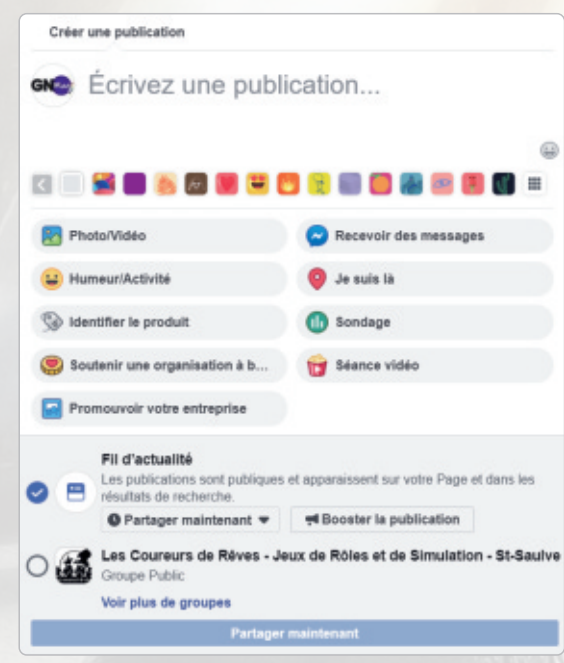 Créer une publication
GN
Écrivez une publication...
Photo/Vidéo
Recevoir des messages
Humeur/Activité
Je suis là
Identifier le produit
Sondage
Soutenir une organisation à b...
Séance vidéo
Promouvoir votre entreprise
Fil d'actualité
Les publications sont publiques et apparaissent sur votre Page et dans les
résultats de recherche.
Partager maintenant
Booster la publication
Les Coureurs de Rêves - Jeux de Rôles et de Simulation - St-Saulve
Groupe Public
Voir plus de groupes
Partager maintenant